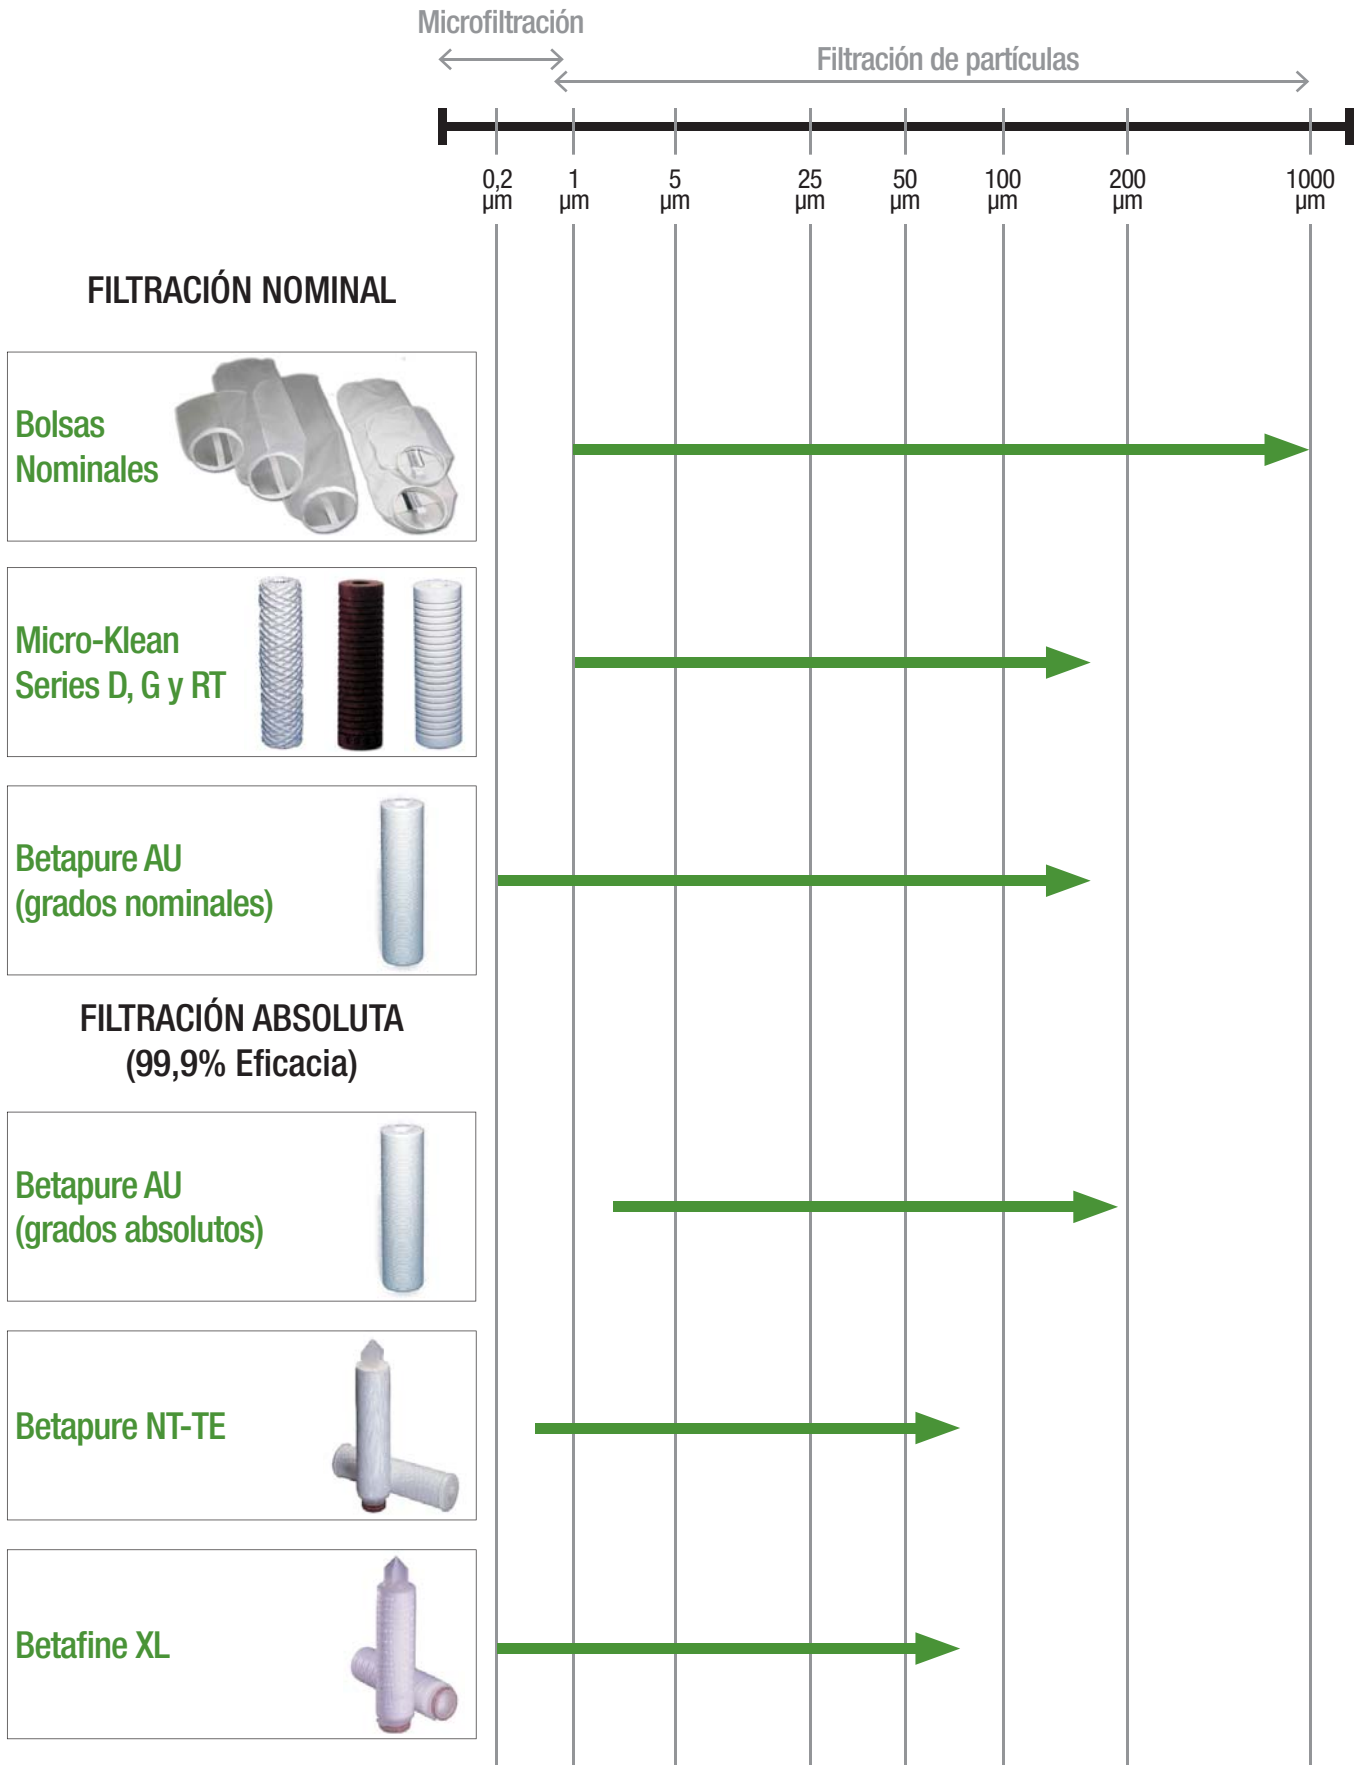 Microfiltración
Filtración de partículas
0,2 1 5 25 50 100 200 1000
µm µm µm µm µm µm µm µm
FILTRACIÓN NOMINAL
Bolsas
Nominales
Micro-Klean
Series D, G y RT
Betapure AU
(grados nominales)
FILTRACIÓN ABSOLUTA
(99,9% Eficacia)
Betapure AU
(grados absolutos)
Betapure NT-TE
Betafine XL